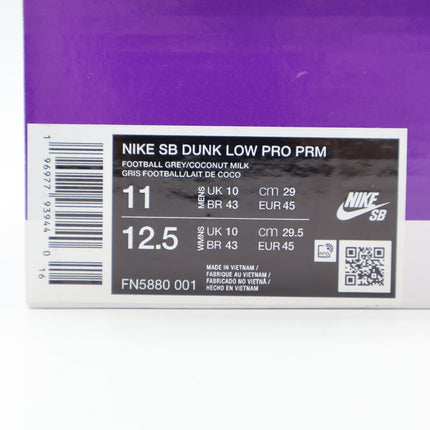 NIKE SB DUNK LOW PRO PRM
FOOTBALL GREY/COCONUT MILK
GRIS FOOTBALL/LAIT DE COCO
11 MENS UK 10 cm 29
BR 43 EUR 45
12.5 WMNS UK 10 cm 29.5
BR 43 EUR 45
MADE IN VIETNAM /
FABRIQUE AU VIETNAM /
FABRICADO NO VIETNÃ /
HECHO EN VIETNAM
FN5880 001
NIKE
SB
1 96977 93944 0 16